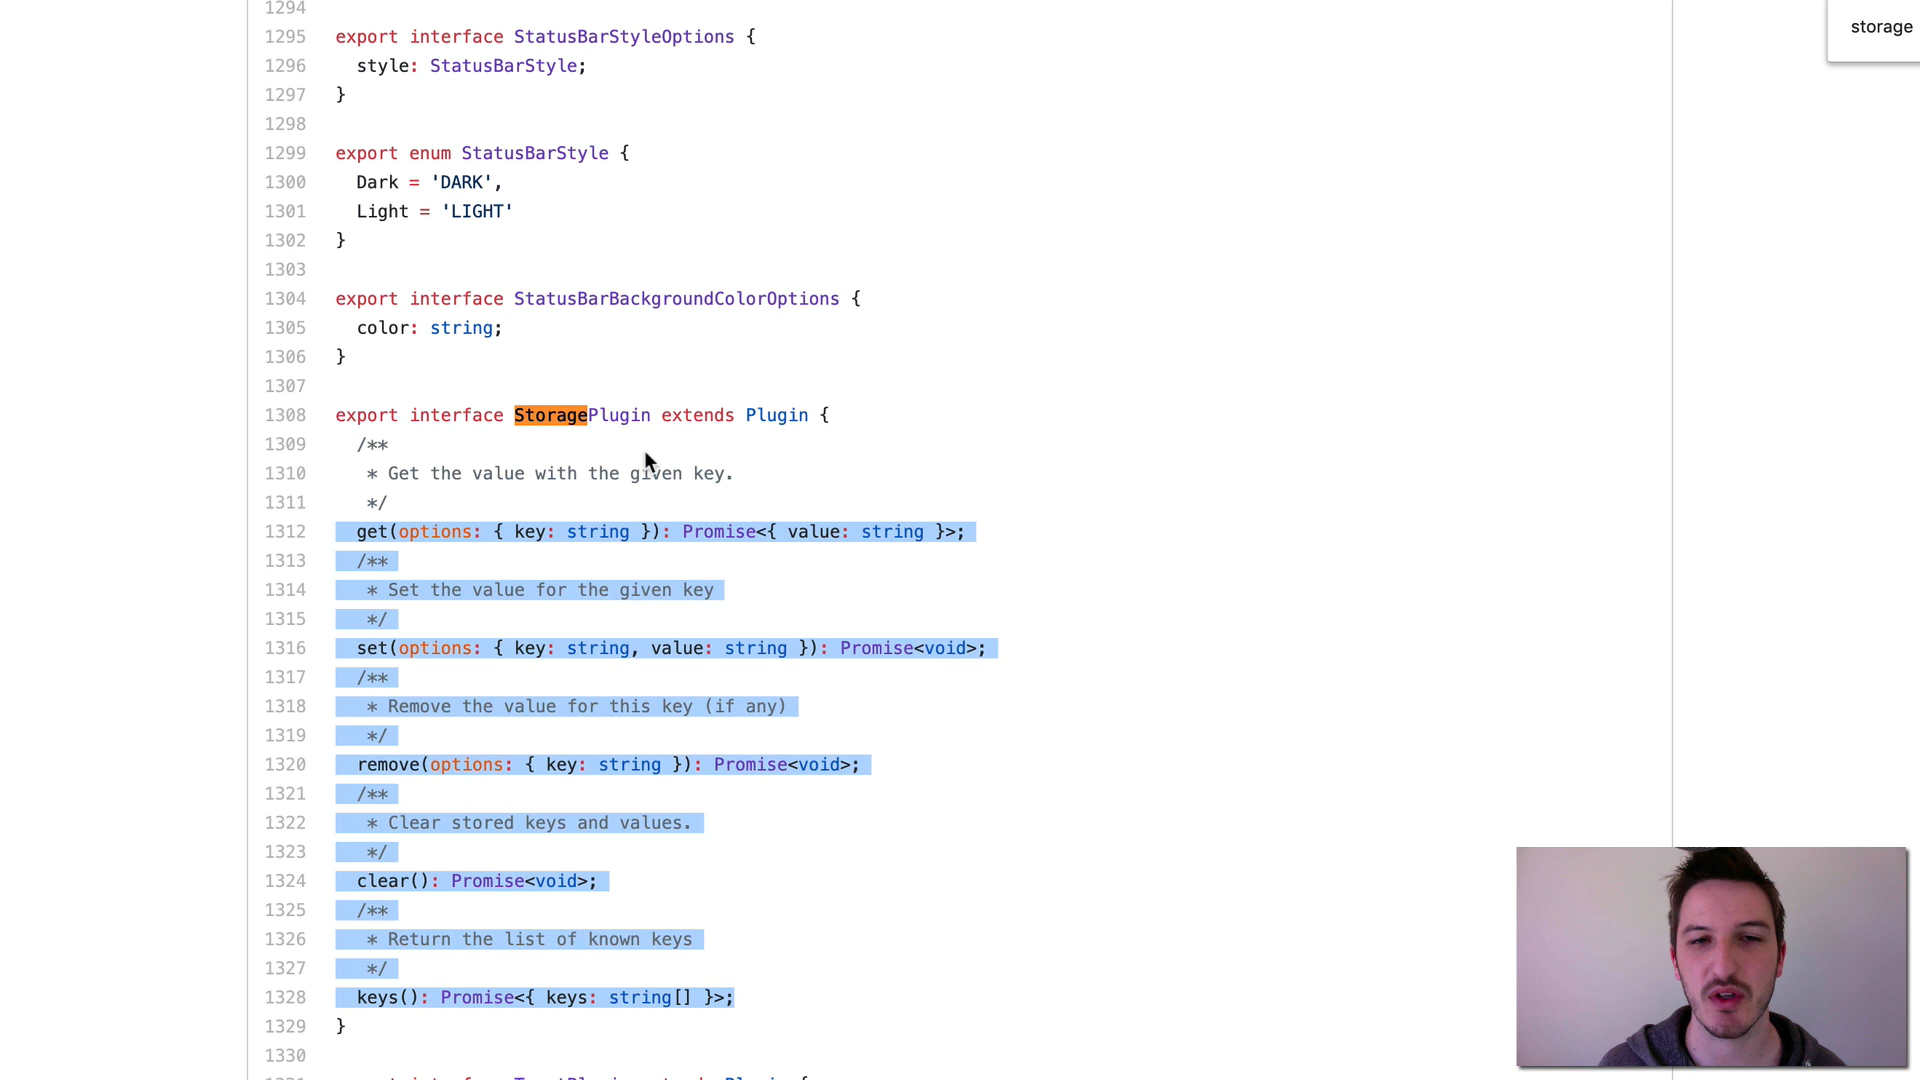 storage
1294
1295 export interface StatusBarStyleOptions {
1296 style: StatusBarStyle;
1297 }
1298
1299 export enum StatusBarStyle {
1300 Dark = 'DARK',
1301 Light = 'LIGHT'
1302 }
1303
1304 export interface StatusBarBackgroundColorOptions {
1305 color: string;
1306 }
1307
1308 export interface StoragePlugin extends Plugin {
1309 /**
1310 * Get the value with the given key.
1311 */
1312 get(options: { key: string }): Promise<{ value: string }>;
1313 /**
1314 * Set the value for the given key
1315 */
1316 set(options: { key: string, value: string }): Promise<void>;
1317 /**
1318 * Remove the value for this key (if any)
1319 */
1320 remove(options: { key: string }): Promise<void>;
1321 /**
1322 * Clear stored keys and values.
1323 */
1324 clear(): Promise<void>;
1325 /**
1326 * Return the list of known keys
1327 */
1328 keys(): Promise<{ keys: string[] }>;
1329 }
1330